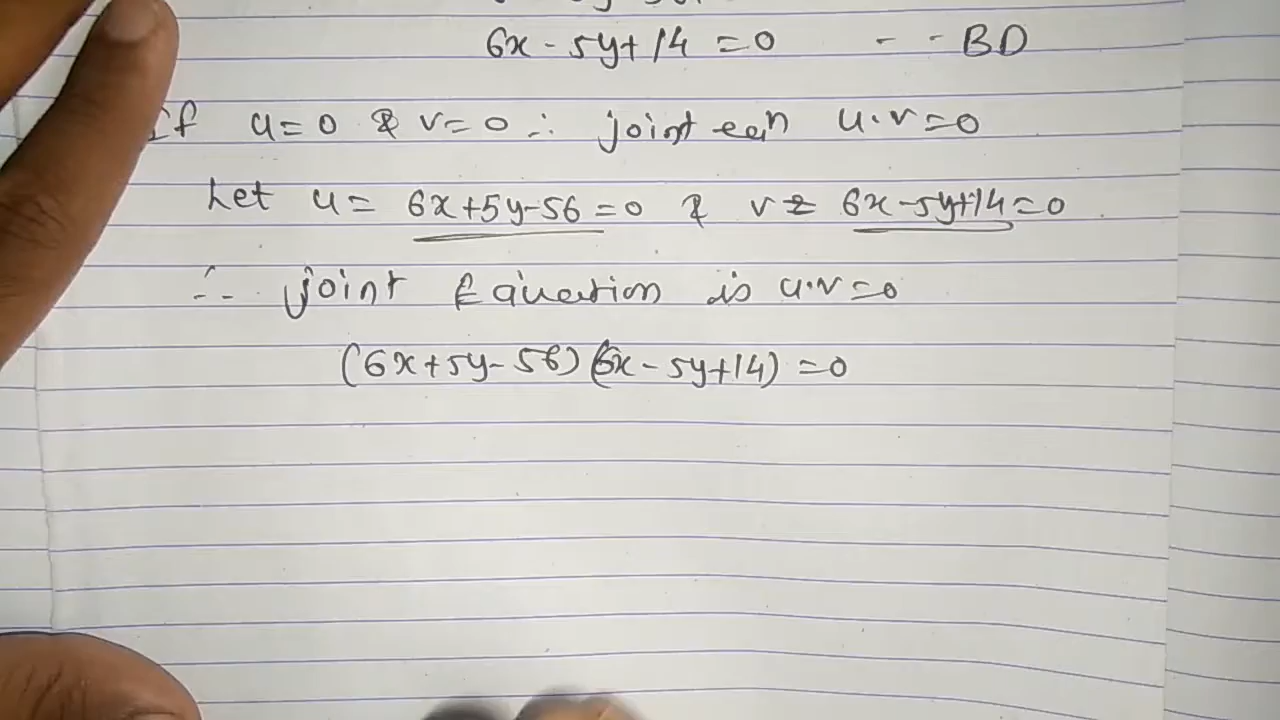 6x - 5y + 14 = 0 - - BD
If u = 0 & v = 0 ∴ joint eqn u·v = 0
Let u = 6x + 5y - 56 = 0 & v = 6x - 5y + 14 = 0
∴ joint Equation is u·v = 0
(6x + 5y - 56) (6x - 5y + 14) = 0